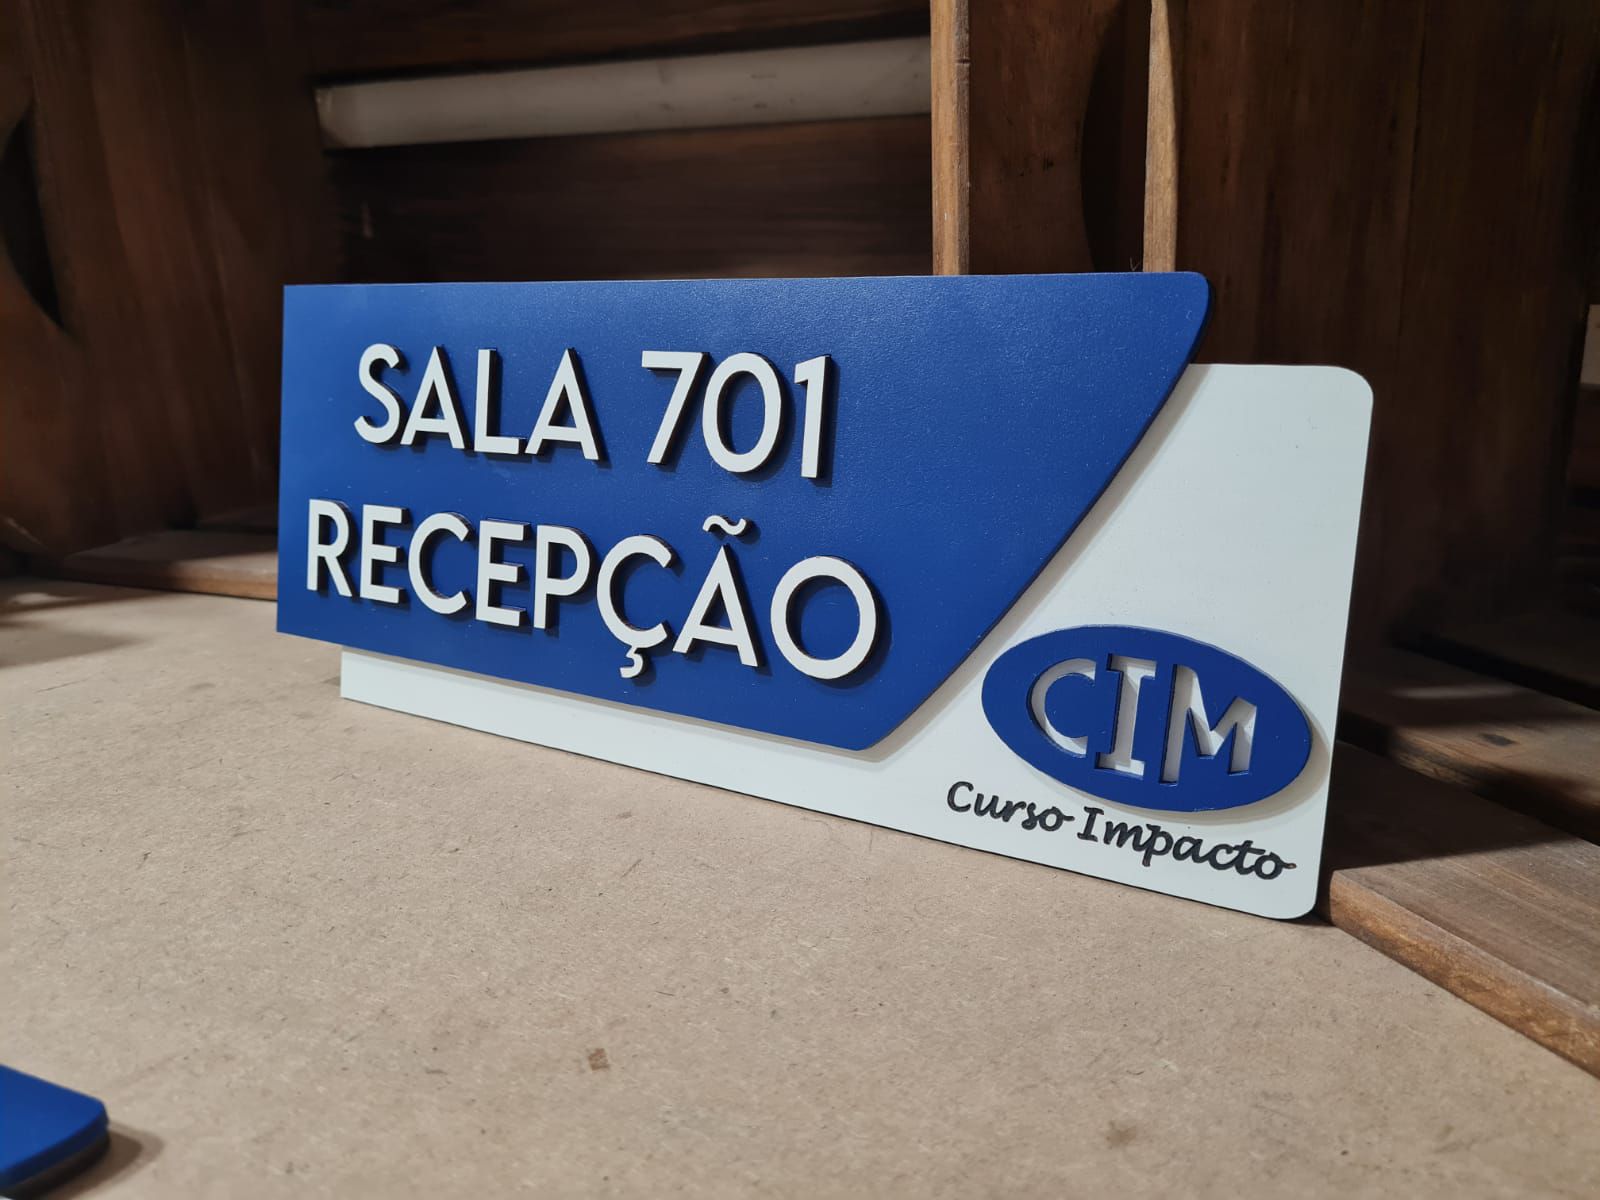 SALA 701
RECEPÇÃO
CIM
Curso Impacto